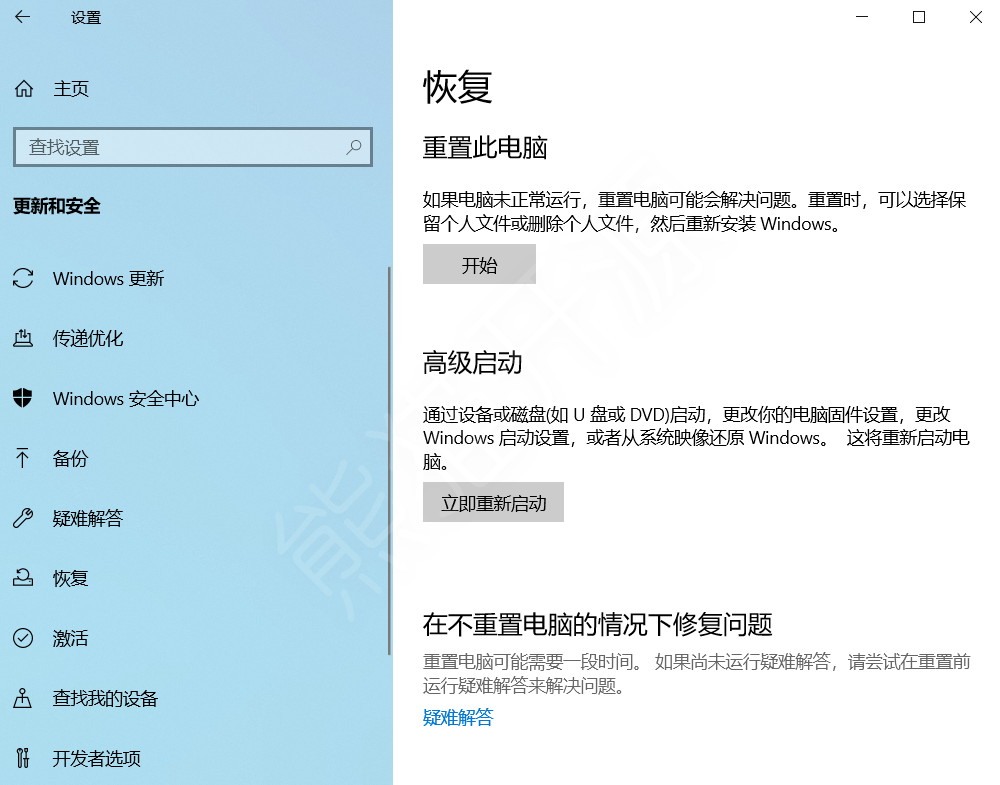 设置
主页
查找设置
更新和安全
Windows 更新
传递优化
Windows 安全中心
备份
疑难解答
恢复
激活
查找我的设备
开发者选项
恢复
重置此电脑
如果电脑未正常运行，重置电脑可能会解决问题。重置时，可以选择保
留个人文件或删除个人文件，然后重新安装 Windows。
开始
高级启动
通过设备或磁盘(如 U 盘或 DVD)启动，更改你的电脑固件设置，更改
Windows 启动设置，或者从系统映像还原 Windows。 这将重新启动电
脑。
立即重新启动
在不重置电脑的情况下修复问题
重置电脑可能需要一段时间。 如果尚未运行疑难解答，请尝试在重置前
运行疑难解答来解决问题。
疑难解答